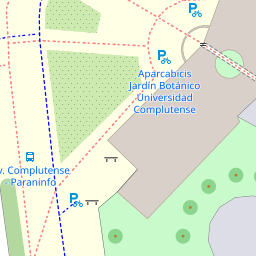 P
P
Aparcabicis
Jardín Botánico
Universidad
Complutense
v. Complutense
Paraninfo
P